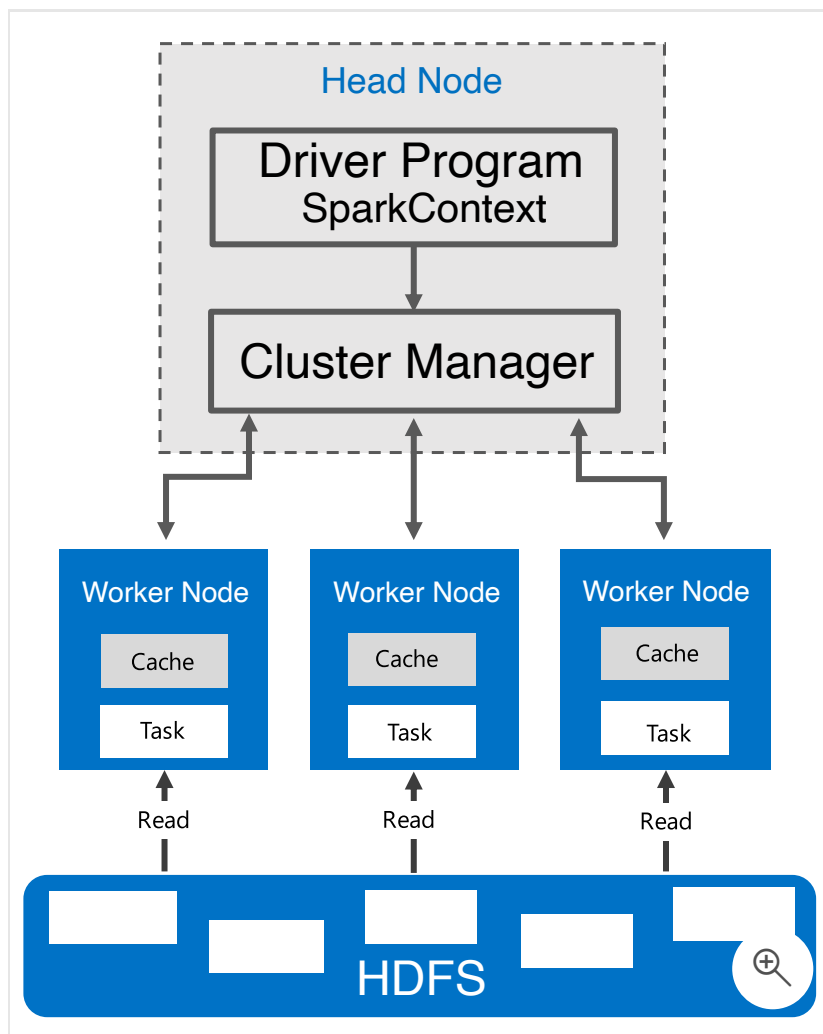 Head Node
Driver Program
SparkContext
Cluster Manager
Worker Node
Cache
Task
Worker Node
Cache
Task
Worker Node
Cache
Task
Read
Read
Read
HDFS